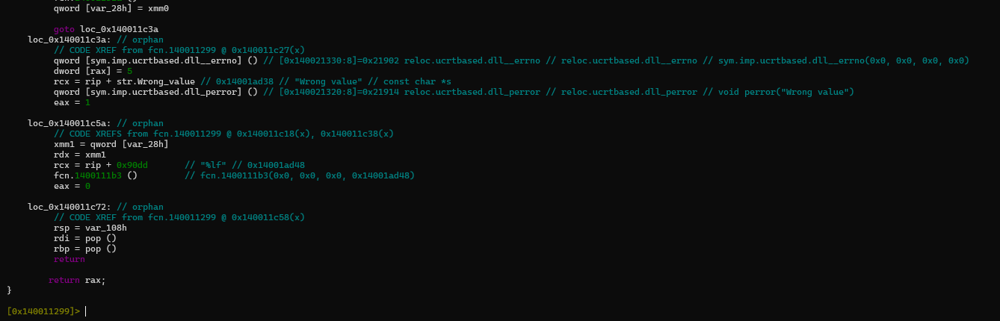 qword [var_28h] = xmm0
goto loc_0x140011c3a
loc_0x140011c3a: // orphan
// CODE XREF from fcn.140011299 @ 0x140011c27(x)
qword [sym.imp.ucrtbased.dll__errno] () // [0x140021330:8]=0x21902 reloc.ucrtbased.dll__errno // reloc.ucrtbased.dll__errno // sym.imp.ucrtbased.dll__errno(0x0, 0x0, 0x0, 0x0)
dword [rax] = 5
rcx = rip + str.Wrong_value // 0x14001ad38 // "Wrong value" // const char *s
qword [sym.imp.ucrtbased.dll_perror] () // [0x140021320:8]=0x21914 reloc.ucrtbased.dll_perror // reloc.ucrtbased.dll_perror // void perror("Wrong value")
eax = 1
loc_0x140011c5a: // orphan
// CODE XREFS from fcn.140011299 @ 0x140011c18(x), 0x140011c38(x)
xmm1 = qword [var_28h]
rdx = xmm1
rcx = rip + 0x90dd // "%lf" // 0x14001ad48
fcn.1400111b3 () // fcn.1400111b3(0x0, 0x0, 0x0, 0x14001ad48)
eax = 0
loc_0x140011c72: // orphan
// CODE XREF from fcn.140011299 @ 0x140011c58(x)
rsp = var_108h
rdi = pop ()
rbp = pop ()
return
return rax;
}
[0x140011299]>